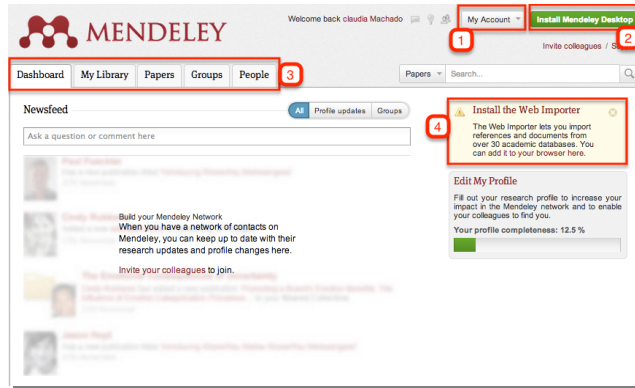 MENDELEY
Welcome back claudia Machado
My Account
Install Mendeley Desktop
1
2
Invite colleagues /
Dashboard
My Library
Papers
Groups
People
3
Papers
Search...
Newsfeed
All
Profile updates
Groups
Ask a question or comment here
4
Install the Web Importer
The Web Importer lets you import
references and documents from
over 30 academic databases. You
can add it to your browser here.
Edit My Profile
Fill out your research profile to increase your
impact in the Mendeley network and to enable
your colleagues to find you.
Your profile completeness: 12.5 %
Build your Mendeley Network
When you have a network of contacts on
Mendeley, you can keep up to date with their
research updates and profile changes here.
Invite your colleagues to join.